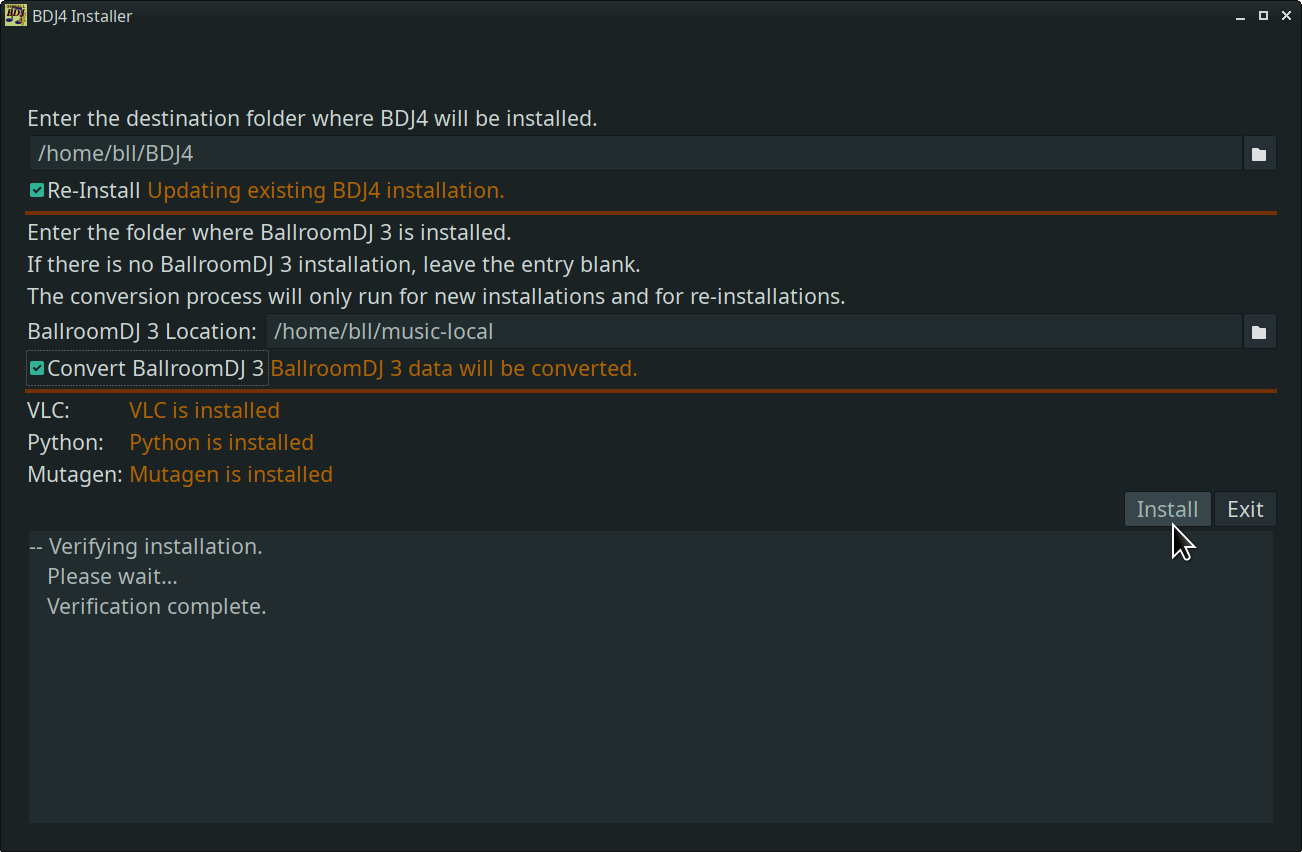 BDJ4 Installer
Enter the destination folder where BDJ4 will be installed.
/home/bll/BDJ4
Re-Install Updating existing BDJ4 installation.
Enter the folder where BallroomDJ 3 is installed.
If there is no BallroomDJ 3 installation, leave the entry blank.
The conversion process will only run for new installations and for re-installations.
BallroomDJ 3 Location: /home/bll/music-local
Convert BallroomDJ 3 BallroomDJ 3 data will be converted.
VLC: VLC is installed
Python: Python is installed
Mutagen: Mutagen is installed
Install Exit
-- Verifying installation.
Please wait...
Verification complete.